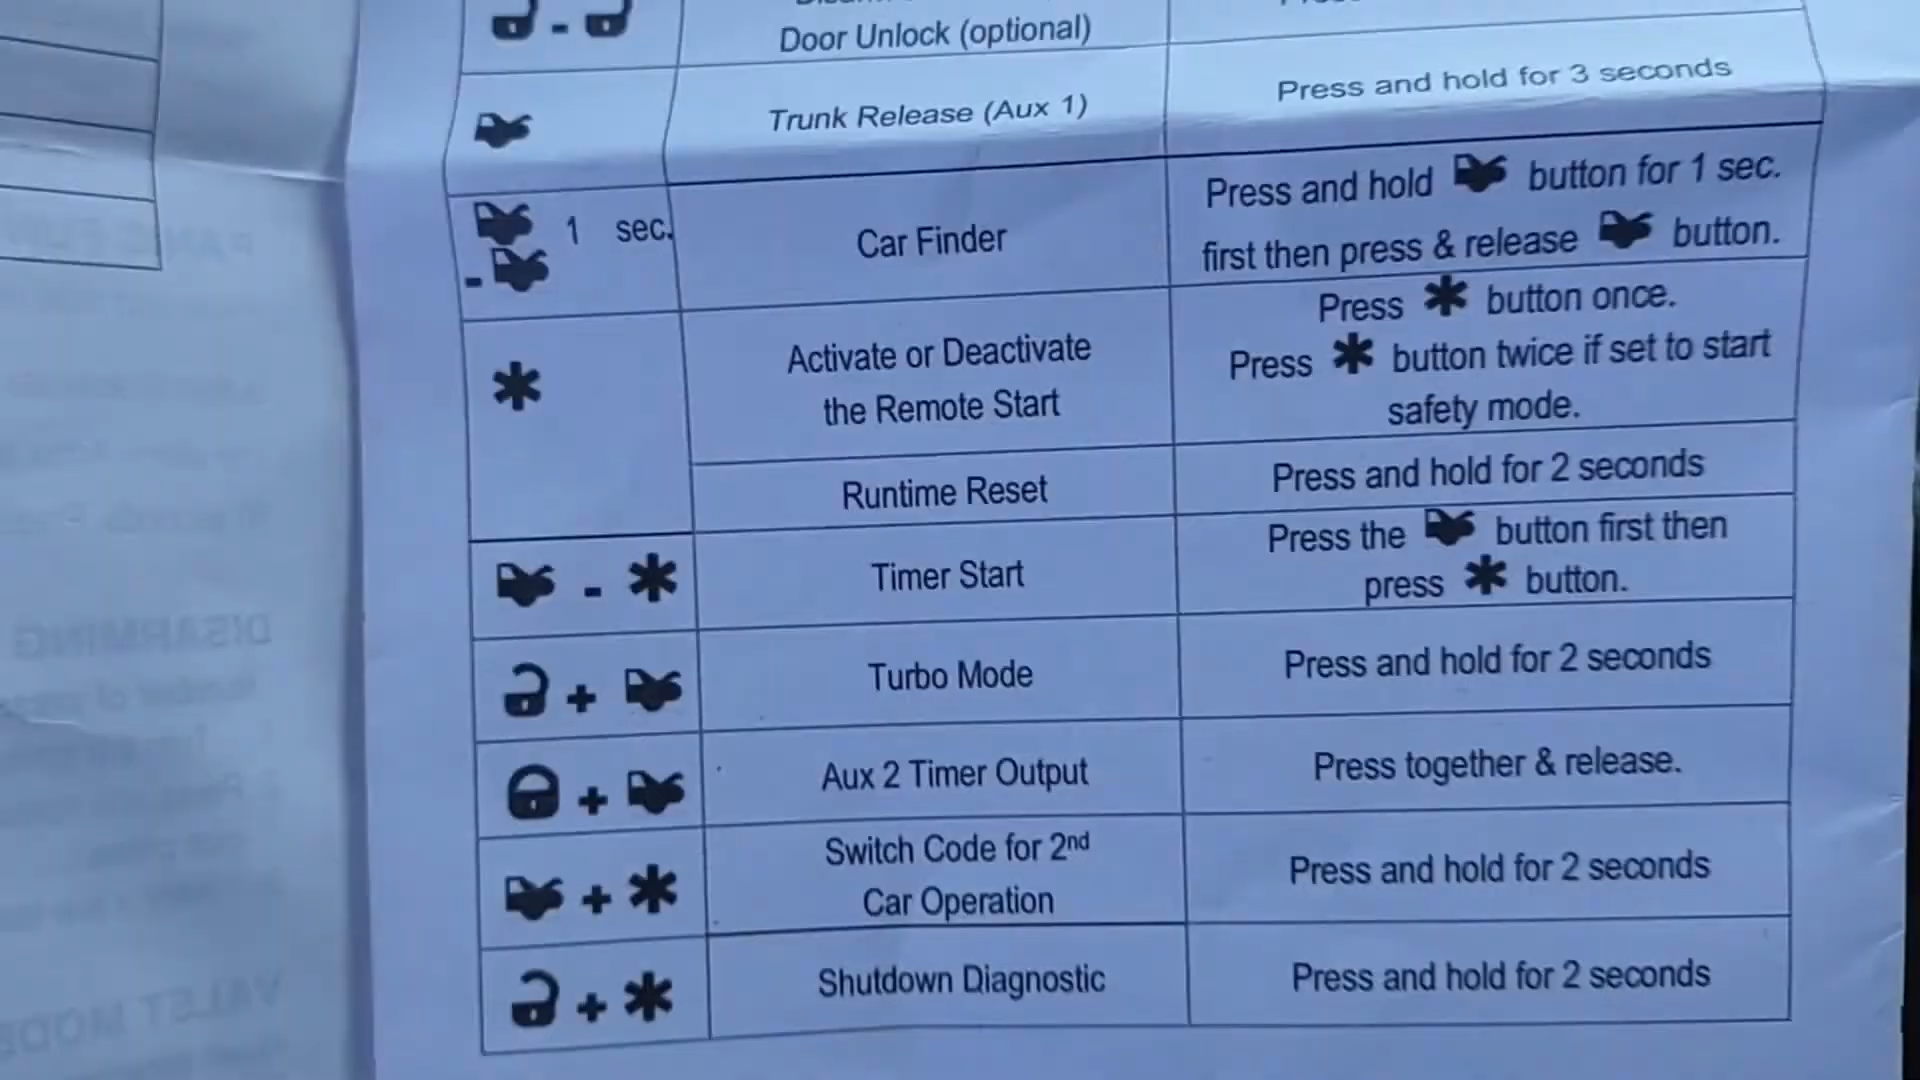 Door Unlock (optional)
Trunk Release (Aux 1)
Press and hold for 3 seconds
1 sec.
-
Car Finder
Press and hold button for 1 sec.
first then press & release button.
*
Activate or Deactivate
the Remote Start
Press * button once.
Press * button twice if set to start
safety mode.
Runtime Reset
Press and hold for 2 seconds
- *
Timer Start
Press the button first then
press * button.
+
Turbo Mode
Press and hold for 2 seconds
+
Aux 2 Timer Output
Press together & release.
+ *
Switch Code for 2nd
Car Operation
Press and hold for 2 seconds
+ *
Shutdown Diagnostic
Press and hold for 2 seconds
DISARMING
VALET MODE